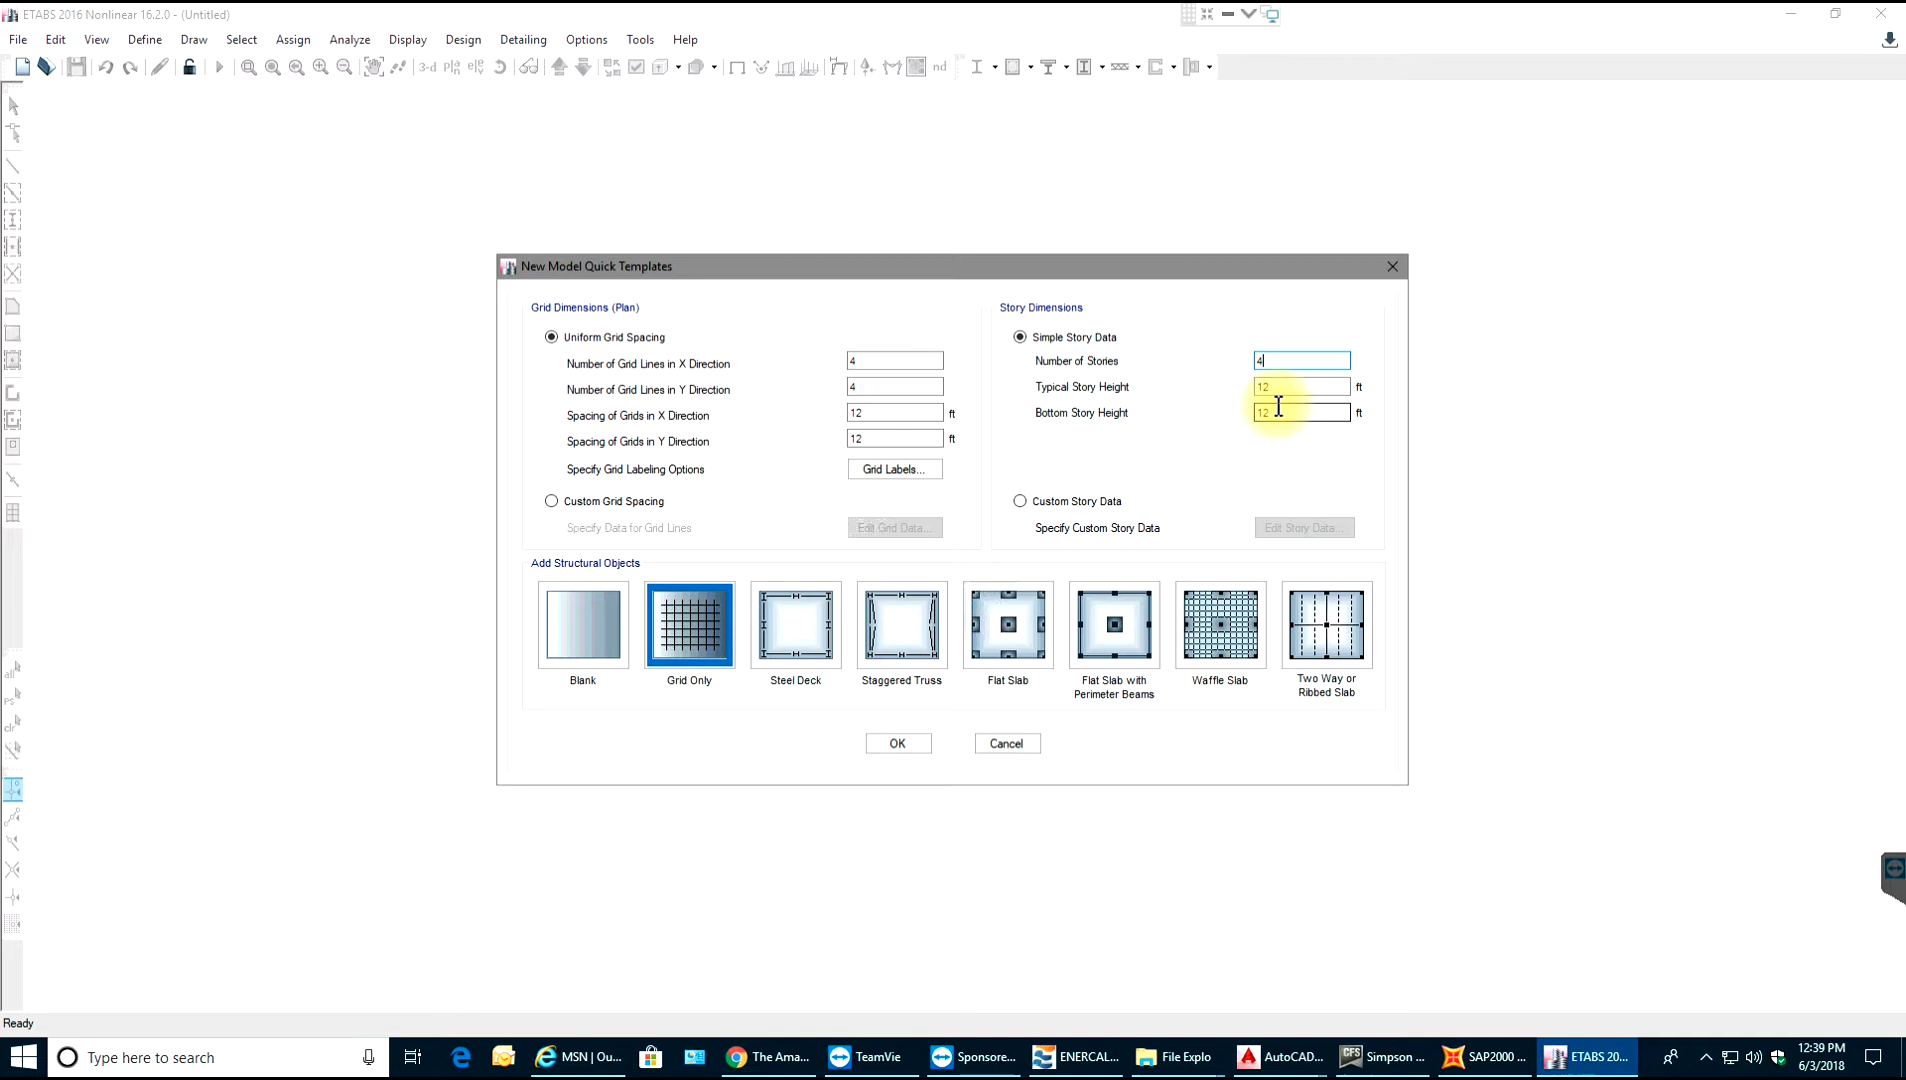 ETABS 2016 Nonlinear 16.2.0 - (Untitled)
File Edit View Define Draw Select Assign Analyze Display Design Detailing Options Tools Help
3-d nd
New Model Quick Templates
Grid Dimensions (Plan)
Uniform Grid Spacing
Number of Grid Lines in X Direction 4
Number of Grid Lines in Y Direction 4
Spacing of Grids in X Direction 12 ft
Spacing of Grids in Y Direction 12 ft
Specify Grid Labeling Options Grid Labels...
Custom Grid Spacing
Specify Data for Grid Lines Edit Grid Data...
Story Dimensions
Simple Story Data
Number of Stories 4
Typical Story Height 12 ft
Bottom Story Height 12 ft
Custom Story Data
Specify Custom Story Data Edit Story Data...
Add Structural Objects
Blank
Grid Only
Steel Deck
Staggered Truss
Flat Slab
Flat Slab with
Perimeter Beams
Waffle Slab
Two Way or
Ribbed Slab
OK Cancel
all
PS
clr
Ready
Type here to search
MSN | Ou...
The Ama...
TeamVie
Sponsore...
ENERCAL...
File Explo
AutoCAD...
CFS
Simpson ...
SAP2000 ...
ETABS 20...
12:39 PM
6/3/2018